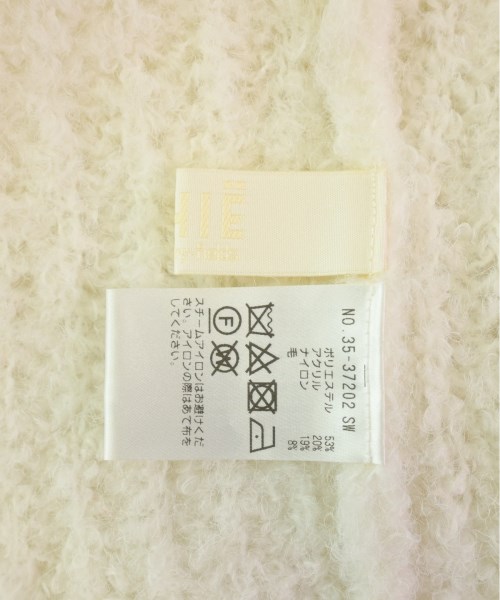 NO.35-37202 SW
ポリエステル 53%
アクリル 20%
ナイロン 19%
毛 8%
F
W
スチームアイロンはお避けくだ
さい。アイロンの際はあて布を
してください。